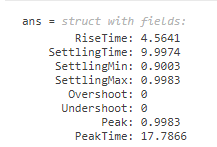 ans = struct with fields:
RiseTime: 4.5641
SettlingTime: 9.9974
SettlingMin: 0.9003
SettlingMax: 0.9983
Overshoot: 0
Undershoot: 0
Peak: 0.9983
PeakTime: 17.7866